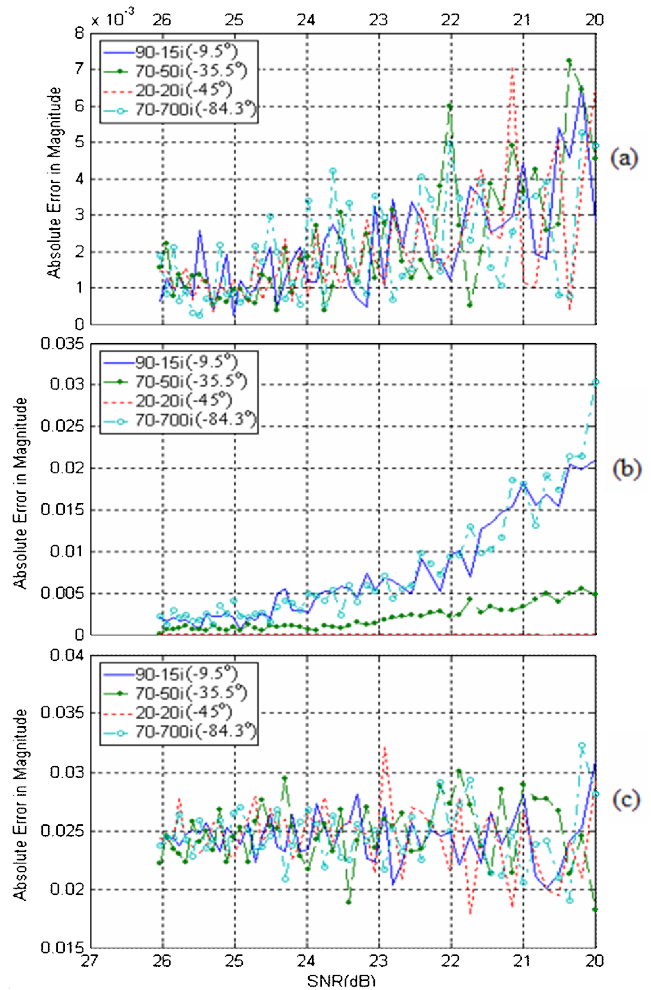 x 10⁻³
26 25 24 23 22 21 20
8
7
6
5
4
3
2
1
0
Absolute Error in Magnitude
90-15i(-9.5°)
70-50i(-35.5°)
20-20i(-45°)
70-700i(-84.3°)
(a)
0.035
0.03
0.025
0.02
0.015
0.01
0.005
0
Absolute Error in Magnitude
90-15i(-9.5°)
70-50i(-35.5°)
20-20i(-45°)
70-700i(-84.3°)
(b)
0.04
0.035
0.03
0.025
0.02
0.015
Absolute Error in Magnitude
90-15i(-9.5°)
70-50i(-35.5°)
20-20i(-45°)
70-700i(-84.3°)
(c)
27 26 25 24 23 22 21 20
SNR(dB)